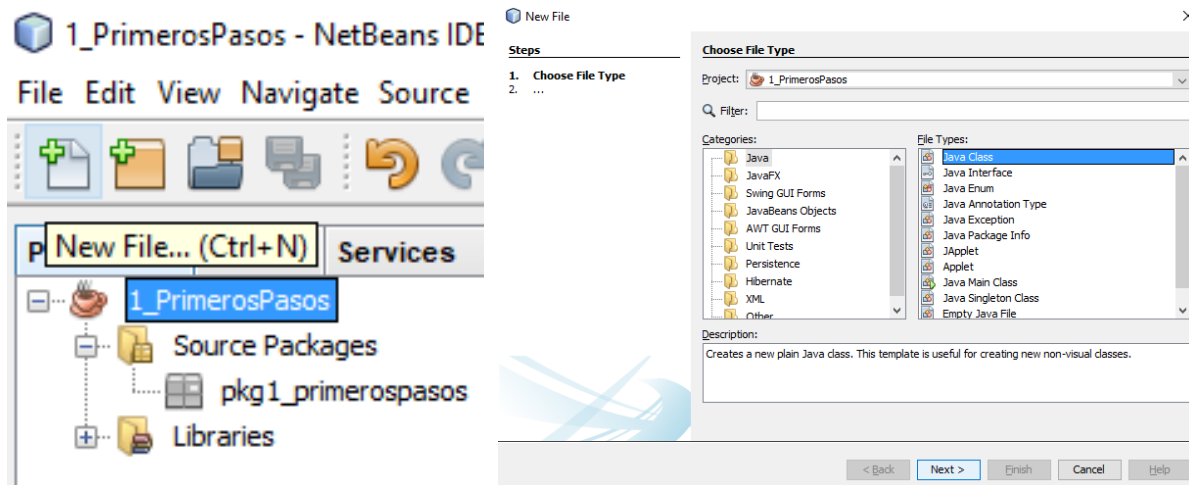 1_PrimerosPasos - NetBeans IDE
File Edit View Navigate Source
New File... (Ctrl+N)
P
Services
1_PrimerosPasos
Source Packages
pkg1_primerospasos
Libraries
New File
Steps
1. Choose File Type
2. ...
Choose File Type
Project: 1_PrimerosPasos
Filter:
Categories:
Java
JavaFX
Swing GUI Forms
JavaBeans Objects
AWT GUI Forms
Unit Tests
Persistence
Hibernate
XML
Other
File Types:
Java Class
Java Interface
Java Enum
Java Annotation Type
Java Exception
Java Package Info
JApplet
Applet
Java Main Class
Java Singleton Class
Empty Java File
Description:
Creates a new plain Java class. This template is useful for creating new non-visual classes.
< Back Next > Finish Cancel Help